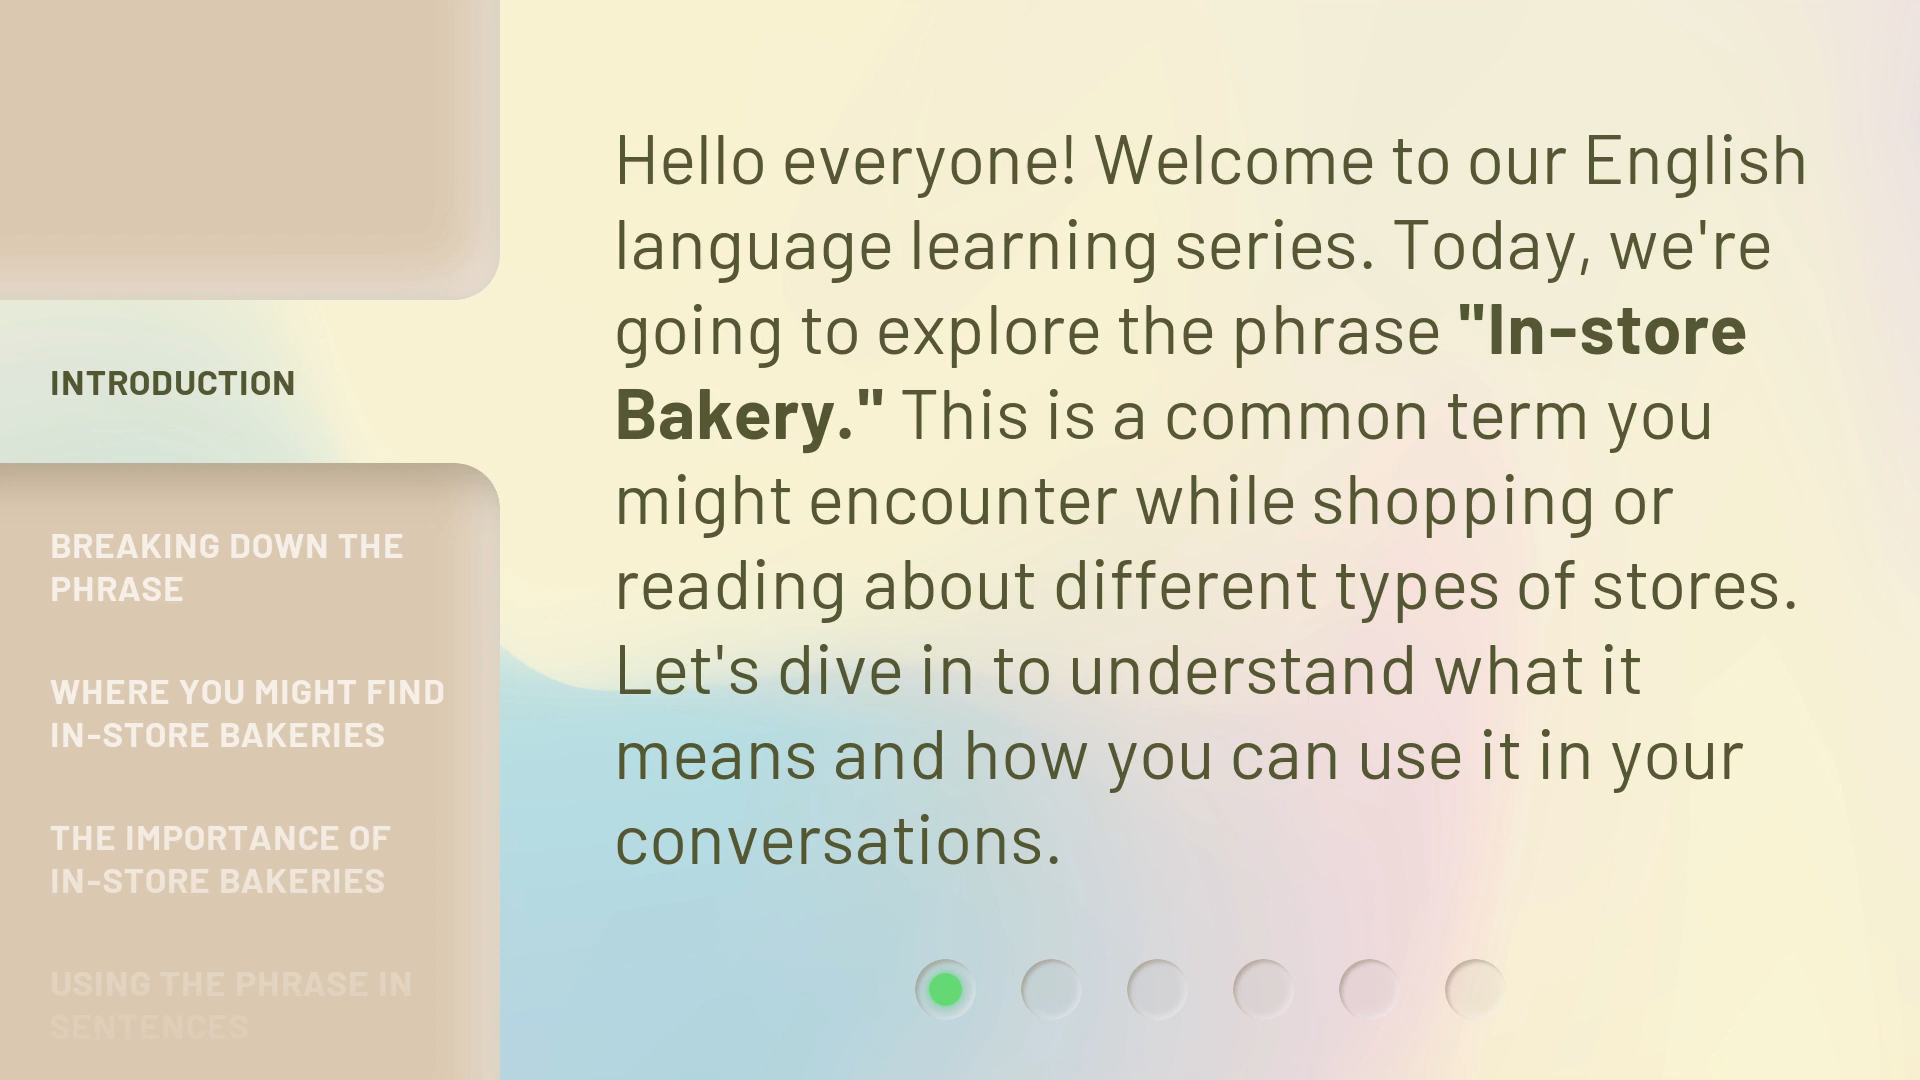 INTRODUCTION
BREAKING DOWN THE
PHRASE
WHERE YOU MIGHT FIND
IN-STORE BAKERIES
THE IMPORTANCE OF
IN-STORE BAKERIES
USING THE PHRASE IN
SENTENCES
Hello everyone! Welcome to our English
language learning series. Today, we're
going to explore the phrase "In-store
Bakery." This is a common term you
might encounter while shopping or
reading about different types of stores.
Let's dive in to understand what it
means and how you can use it in your
conversations.